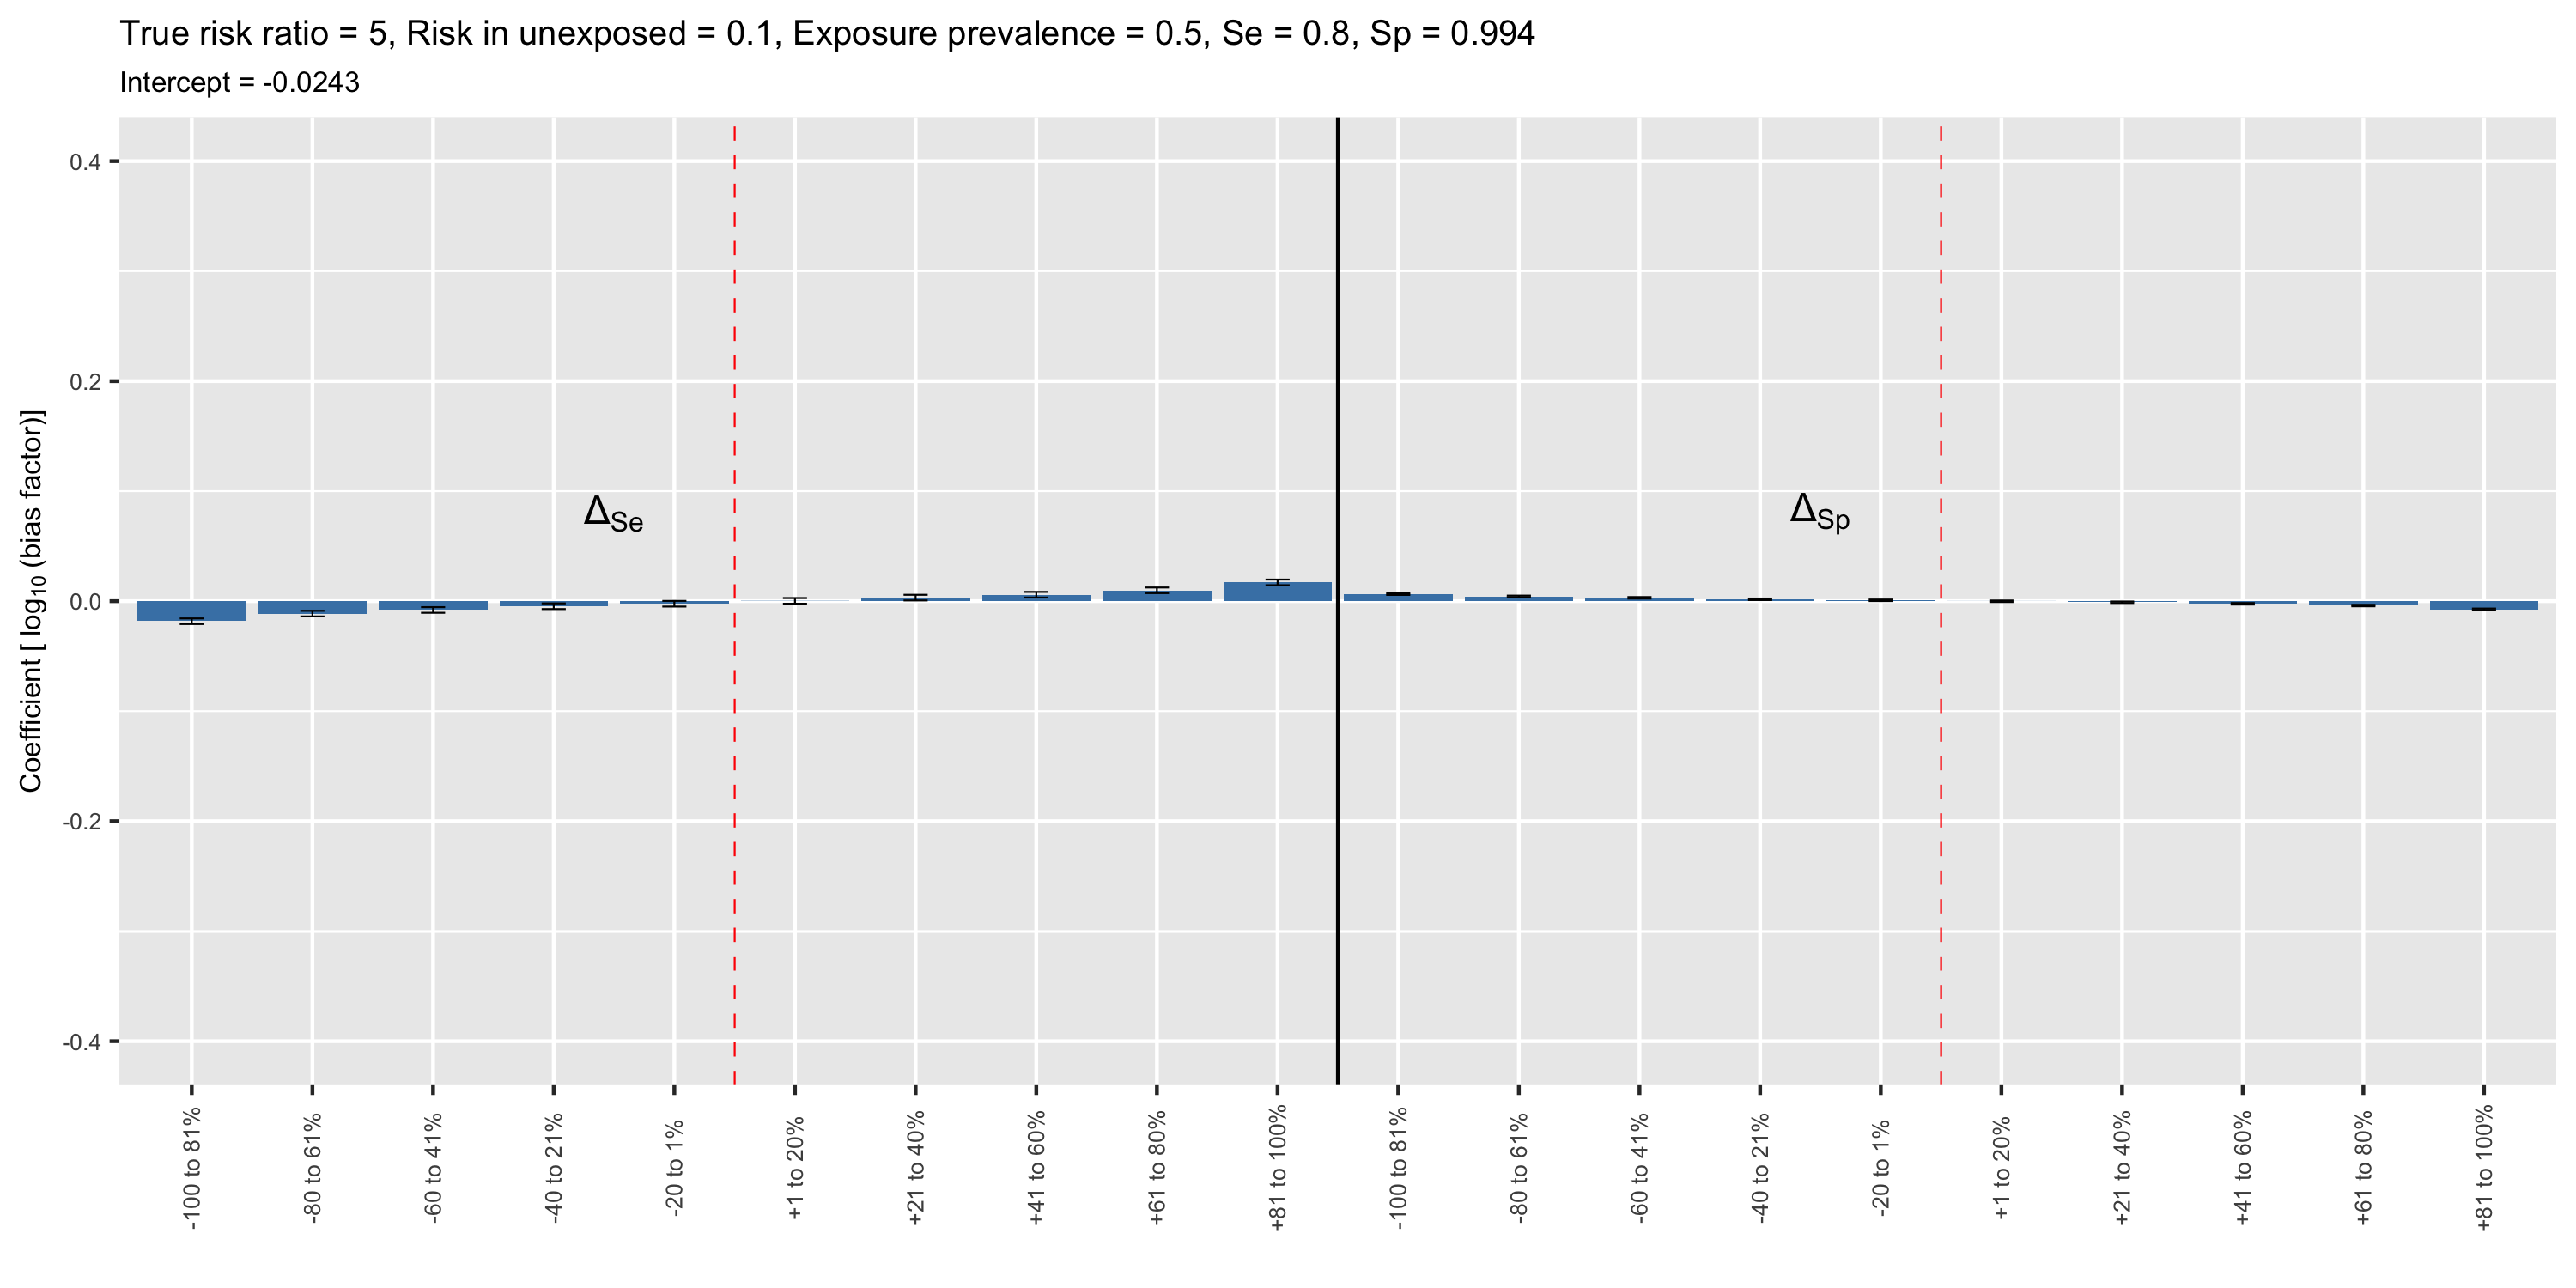 True risk ratio = 5, Risk in unexposed = 0.1, Exposure prevalence = 0.5, Se = 0.8, Sp = 0.994
Intercept = -0.0243
Coefficient [ log10 (bias factor)]
0.4
0.2
0.0
-0.2
-0.4
ΔSe
ΔSp
-100 to 81%
-80 to 61%
-60 to 41%
-40 to 21%
-20 to 1%
+1 to 20%
+21 to 40%
+41 to 60%
+61 to 80%
+81 to 100%
-100 to 81%
-80 to 61%
-60 to 41%
-40 to 21%
-20 to 1%
+1 to 20%
+21 to 40%
+41 to 60%
+61 to 80%
+81 to 100%